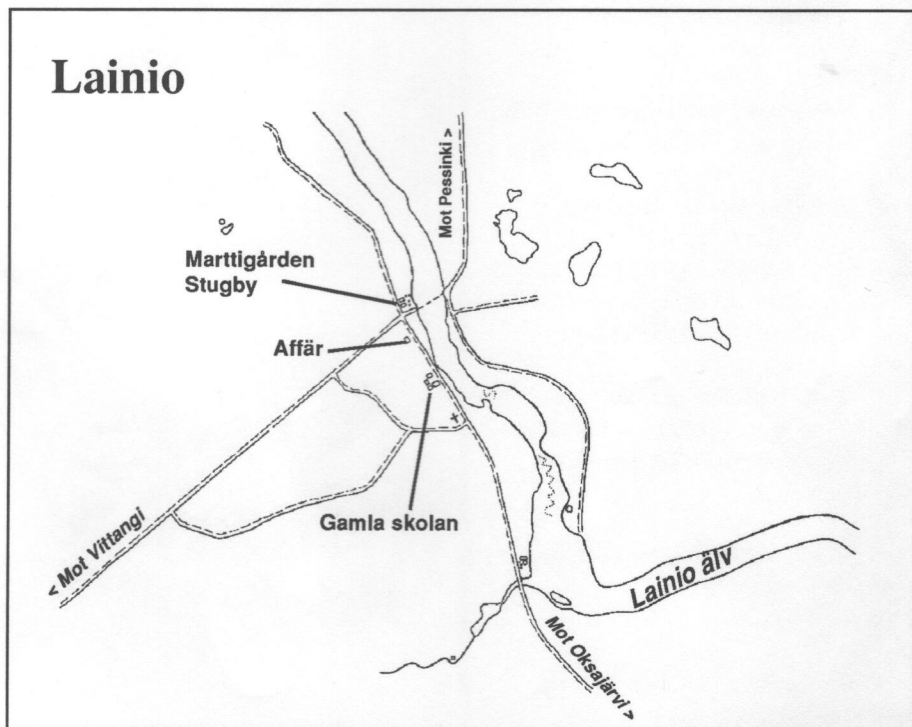 Lainio
Mot Pessinki >
Marttigården
Stugby
Affär
Gamla skolan
< Mot Vittangi
Lainio älv
Mot Oksajärvi >